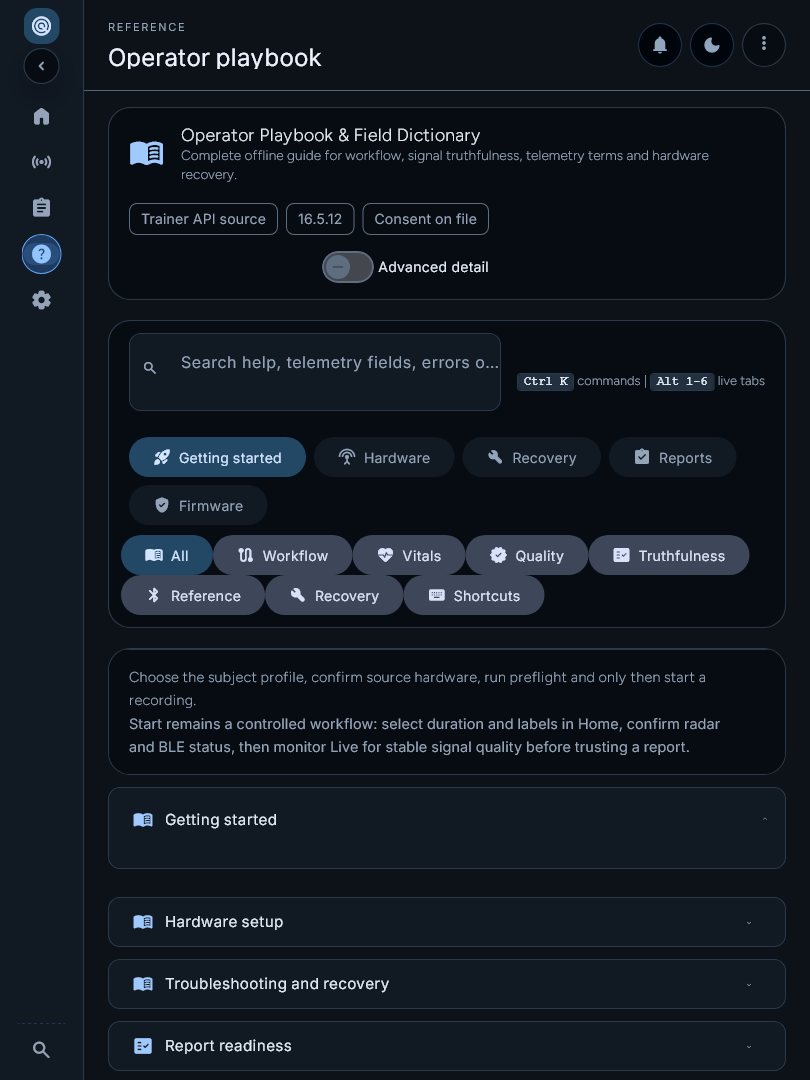 REFERENCE
Operator playbook
Operator Playbook & Field Dictionary
Complete offline guide for workflow, signal truthfulness, telemetry terms and hardware
recovery.
Trainer API source
16.5.12
Consent on file
Advanced detail
Search help, telemetry fields, errors o...
Ctrl K commands | Alt 1–6 live tabs
Getting started
Hardware
Recovery
Reports
Firmware
All
Workflow
Vitals
Quality
Truthfulness
Reference
Recovery
Shortcuts
Choose the subject profile, confirm source hardware, run preflight and only then start a
recording.
Start remains a controlled workflow: select duration and labels in Home, confirm radar
and BLE status, then monitor Live for stable signal quality before trusting a report.
Getting started
Hardware setup
Troubleshooting and recovery
Report readiness